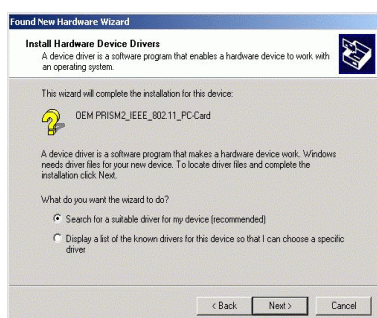 Found New Hardware Wizard
Install Hardware Device Drivers
A device driver is a software program that enables a hardware device to work with
an operating system.
This wizard will complete the installation for this device:
OEM PRISM2_IEEE_802.11_PC-Card
A device driver is a software program that makes a hardware device work. Windows
needs driver files for your new device. To locate driver files and complete the
installation click Next.
What do you want the wizard to do?
Search for a suitable driver for my device (recommended)
Display a list of the known drivers for this device so that I can choose a specific
driver
< Back Next > Cancel